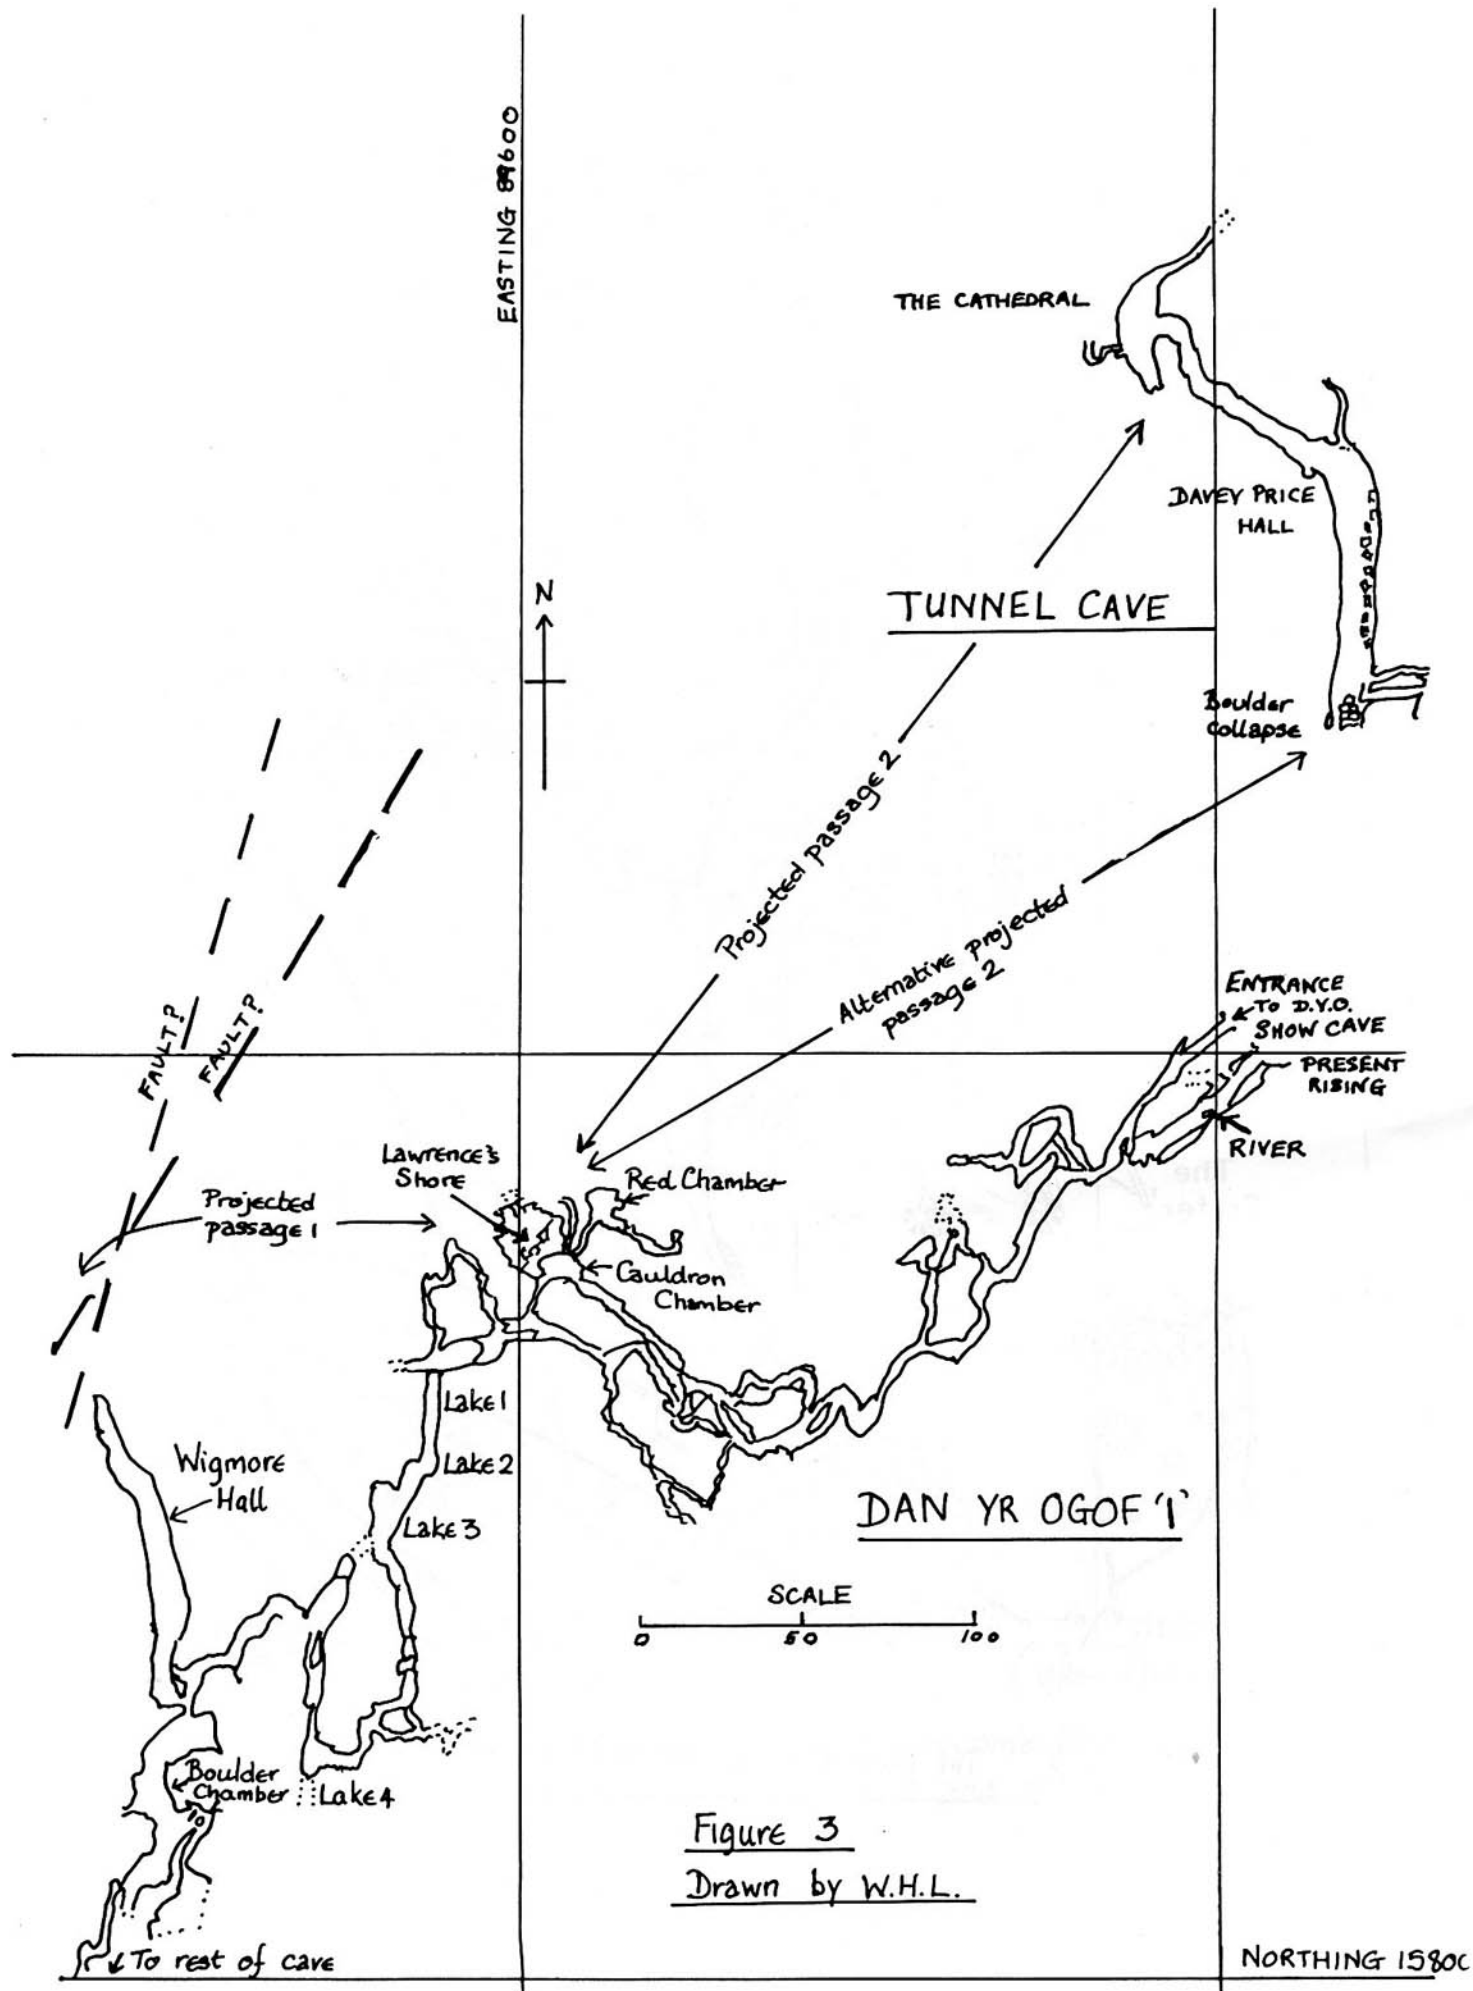 EASTING 89600
THE CATHEDRAL
DAVEY PRICE
HALL
N
TUNNEL CAVE
Boulder
collapse
Projected passage 2
Alternative projected
passage 2
FAULT?
FAULT?
ENTRANCE
TO D.Y.O.
SHOW CAVE
PRESENT
RISING
RIVER
Lawrence's
Shore
Red Chamber
Projected
passage 1
Cauldron
Chamber
Lake 1
Lake 2
Wigmore
Hall
Lake 3
DAN YR OGOF '1'
SCALE
0 50 100
Boulder
Chamber
Lake 4
Figure 3
Drawn by W.H.L.
To rest of cave
NORTHING 1580